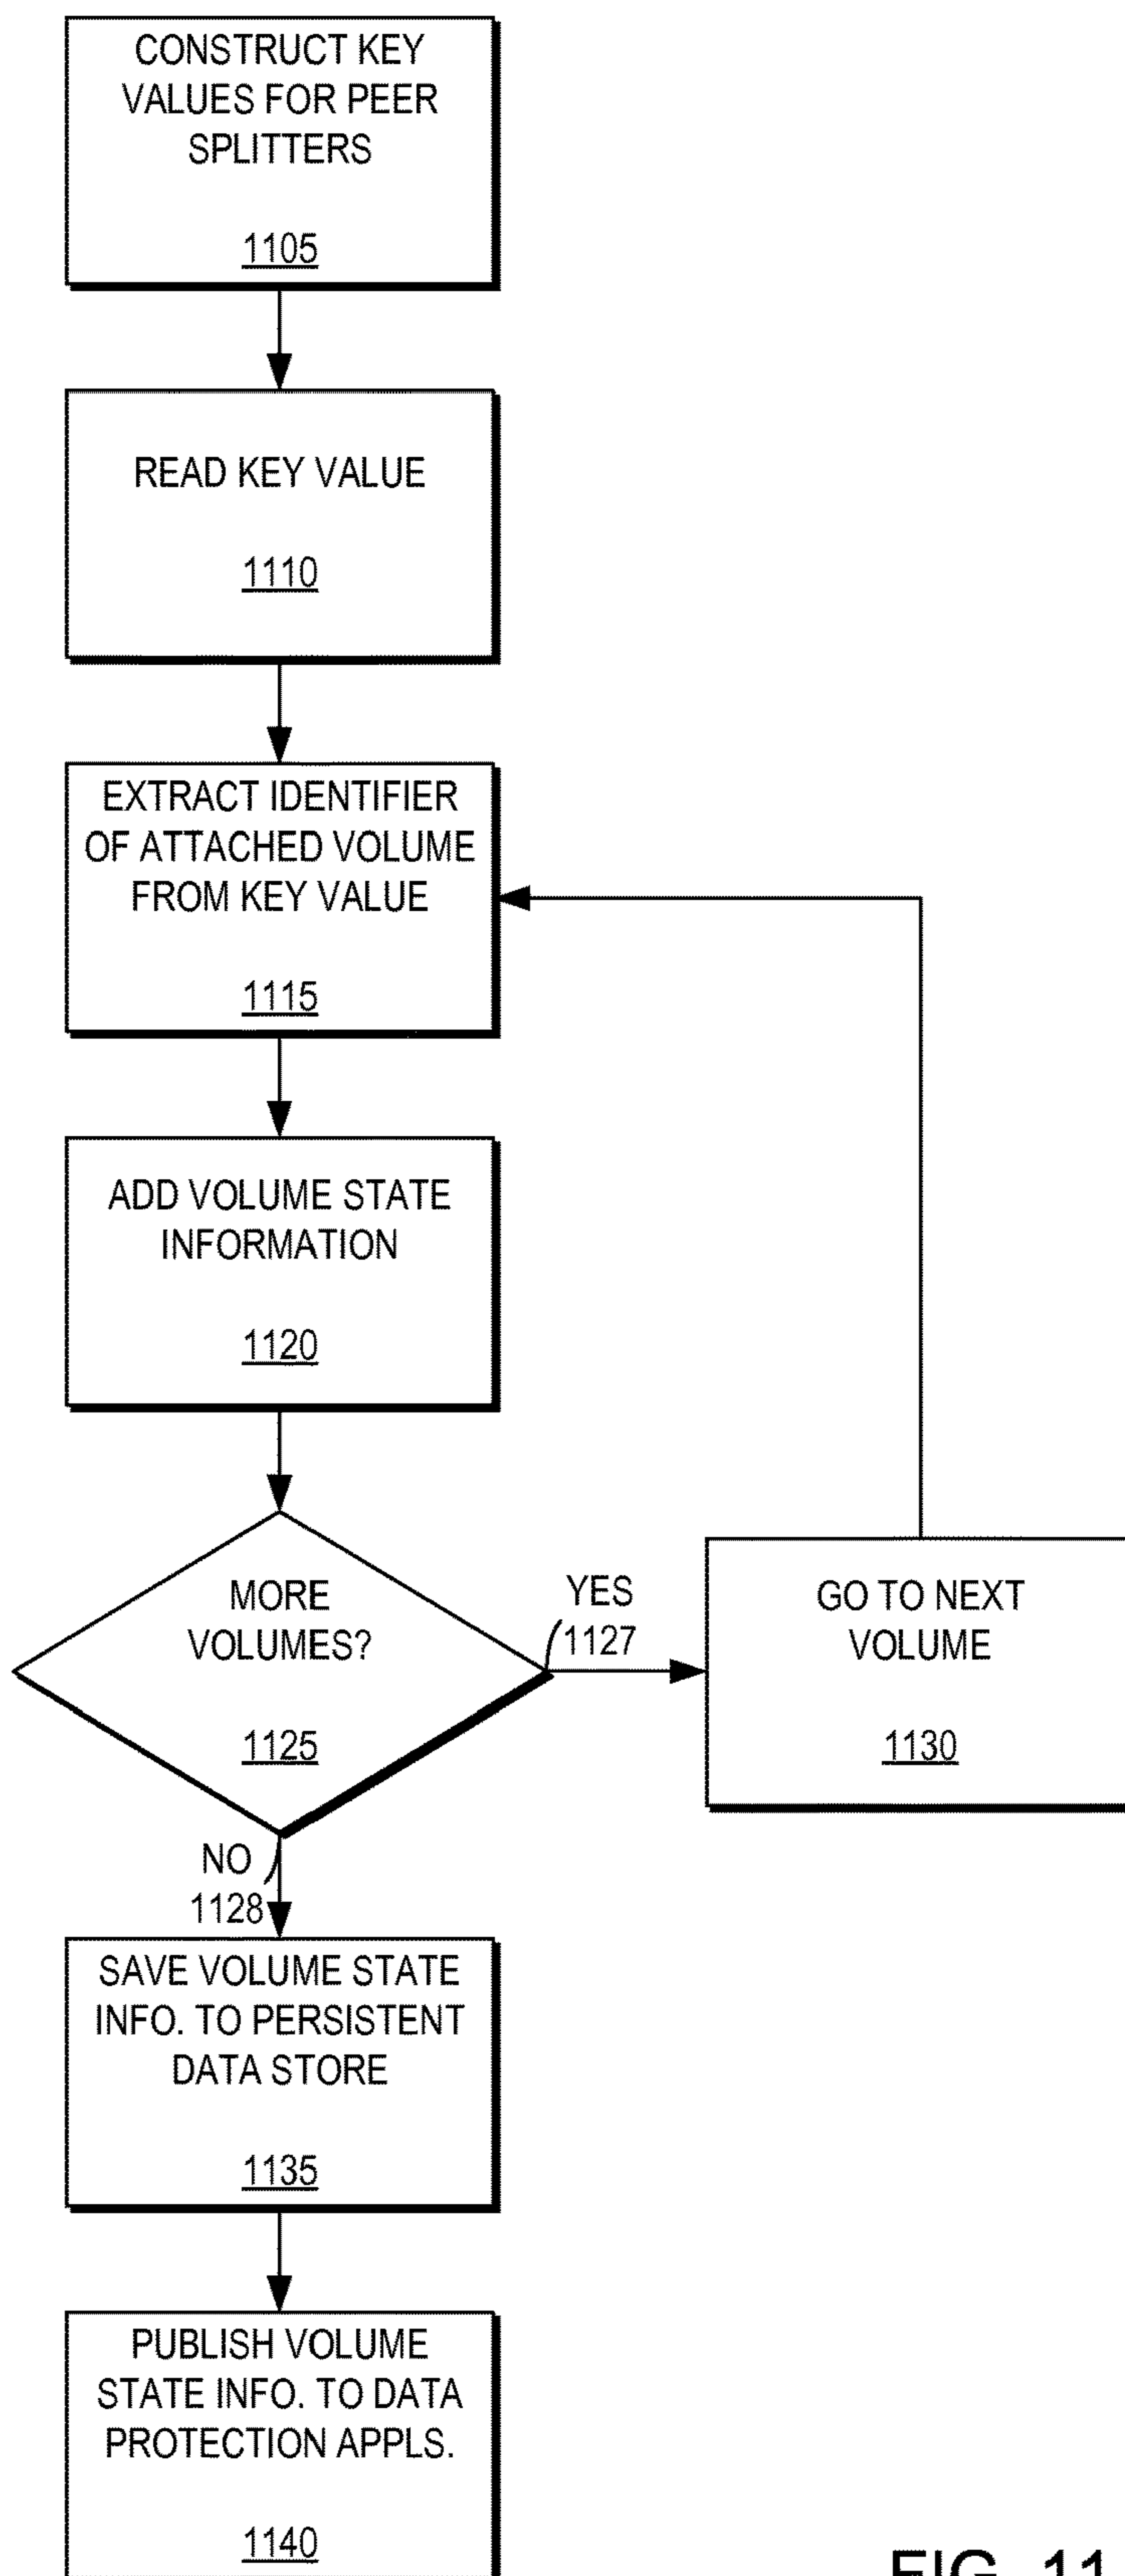 CONSTRUCT KEY
VALUES FOR PEER
SPLITTERS
1105
READ KEY VALUE
1110
EXTRACT IDENTIFIER
OF ATTACHED VOLUME
FROM KEY VALUE
1115
ADD VOLUME STATE
INFORMATION
1120
MORE
VOLUMES?
1125
YES
1127
GO TO NEXT
VOLUME
1130
NO
1128
SAVE VOLUME STATE
INFO. TO PERSISTENT
DATA STORE
1135
PUBLISH VOLUME
STATE INFO. TO DATA
PROTECTION APPLS.
1140
FIG. 11